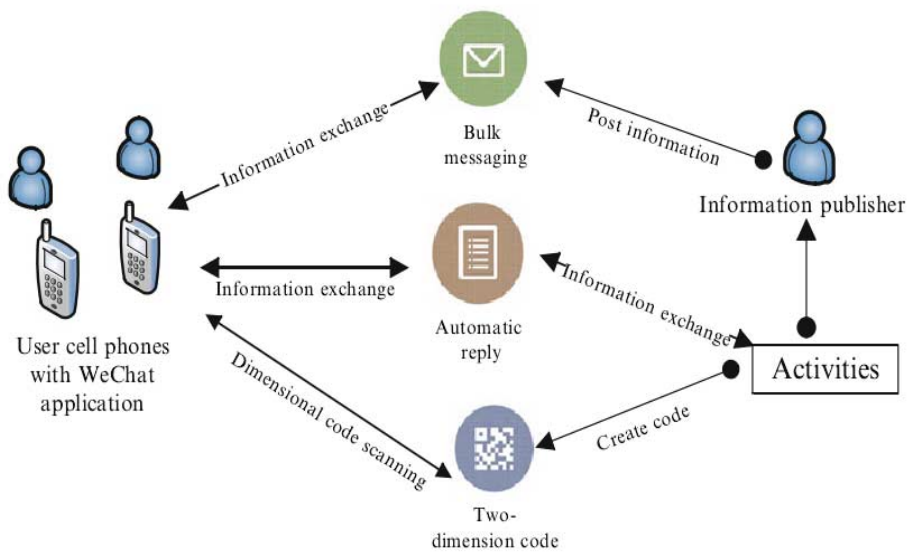 Information exchange
Bulk
messaging
Post information
Information publisher
Information exchange
Automatic
reply
Information exchange
User cell phones
with WeChat
application
Activities
Dimensional code scanning
Create code
Two-
dimension code